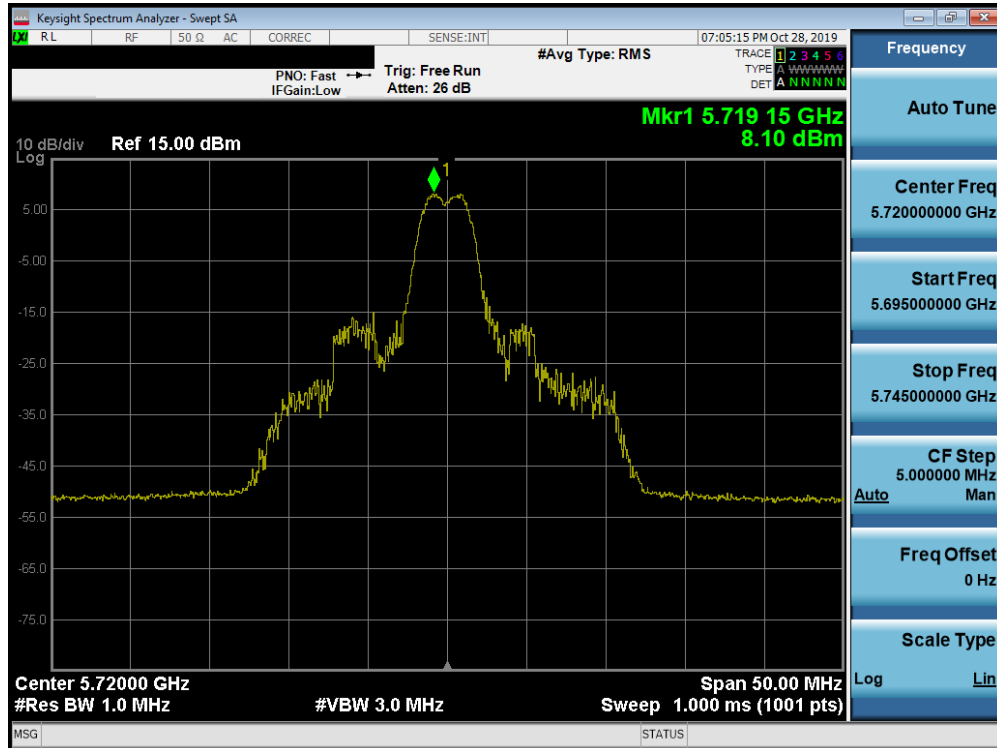 Keysight Spectrum Analyzer - Swept SA
LXI RL RF 50 Ω AC CORREC SENSE:INT 07:05:15 PM Oct 28, 2019
Frequency
#Avg Type: RMS
TRACE 1 2 3 4 5 6
PNO: Fast Trig: Free Run
TYPE A WWWWW
IFGain:Low Atten: 26 dB
DET A N N N N N
Auto Tune
Mkr1 5.719 15 GHz
8.10 dBm
10 dB/div Ref 15.00 dBm
Log
1
Center Freq
5.720000000 GHz
5.00
-5.00
Start Freq
5.695000000 GHz
-15.0
-25.0
Stop Freq
5.745000000 GHz
-35.0
-45.0
CF Step
5.000000 MHz
Auto Man
-55.0
Freq Offset
0 Hz
-65.0
-75.0
Scale Type
Log Lin
Center 5.72000 GHz Span 50.00 MHz
#Res BW 1.0 MHz #VBW 3.0 MHz Sweep 1.000 ms (1001 pts)
MSG STATUS